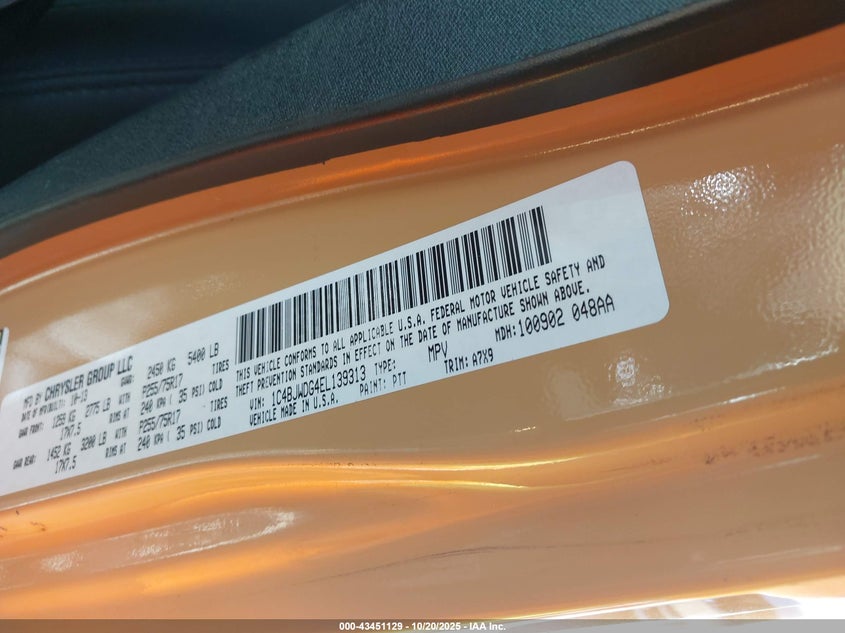 MFD BY CHRYSLER GROUP LLC
DATE OF MFR(BUILT): 10-13 GVWR: 2450 KG 5400 LB
GAWR FRONT: 1259 KG 2775 LB WITH P255/75R17 TIRES
17X7.5 RIMS AT 240 KPA ( 35 PSI) COLD
GAWR REAR: 1452 KG 3200 LB WITH P255/75R17 TIRES
17X7.5 RIMS AT 240 KPA ( 35 PSI) COLD
THIS VEHICLE CONFORMS TO ALL APPLICABLE U.S.A. FEDERAL MOTOR VEHICLE SAFETY AND
THEFT PREVENTION STANDARDS IN EFFECT ON THE DATE OF MANUFACTURE SHOWN ABOVE.
VIN: 1C4BJWDG4EL139313 TYPE: MPV MDH:100902 048AA
VEHICLE MADE IN U.S.A. PAINT: PTT TRIM: A7X9
000-43451129 - 10/20/2025 - IAA Inc.